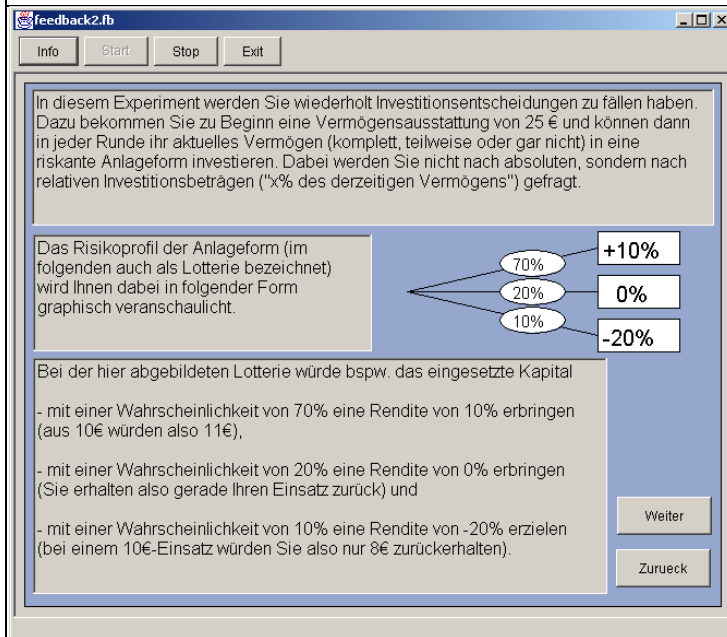 feedback2.fb
Info Start Stop Exit
In diesem Experiment werden Sie wiederholt Investitionsentscheidungen zu fällen haben.
Dazu bekommen Sie zu Beginn eine Vermögensausstattung von 25 € und können dann
in jeder Runde ihr aktuelles Vermögen (komplett, teilweise oder gar nicht) in eine
riskante Anlageform investieren. Dabei werden Sie nicht nach absoluten, sondern nach
relativen Investitionsbeträgen ("x% des derzeitigen Vermögens") gefragt.
Das Risikoprofil der Anlageform (im
folgenden auch als Lotterie bezeichnet)
wird Ihnen dabei in folgender Form
graphisch veranschaulicht.
70% +10%
20% 0%
10% -20%
Bei der hier abgebildeten Lotterie würde bspw. das eingesetzte Kapital
- mit einer Wahrscheinlichkeit von 70% eine Rendite von 10% erbringen
(aus 10€ würden also 11€),
- mit einer Wahrscheinlichkeit von 20% eine Rendite von 0% erbringen
(Sie erhalten also gerade Ihren Einsatz zurück) und
- mit einer Wahrscheinlichkeit von 10% eine Rendite von -20% erzielen
(bei einem 10€-Einsatz würden Sie also nur 8€ zurückerhalten).
Weiter
Zurueck